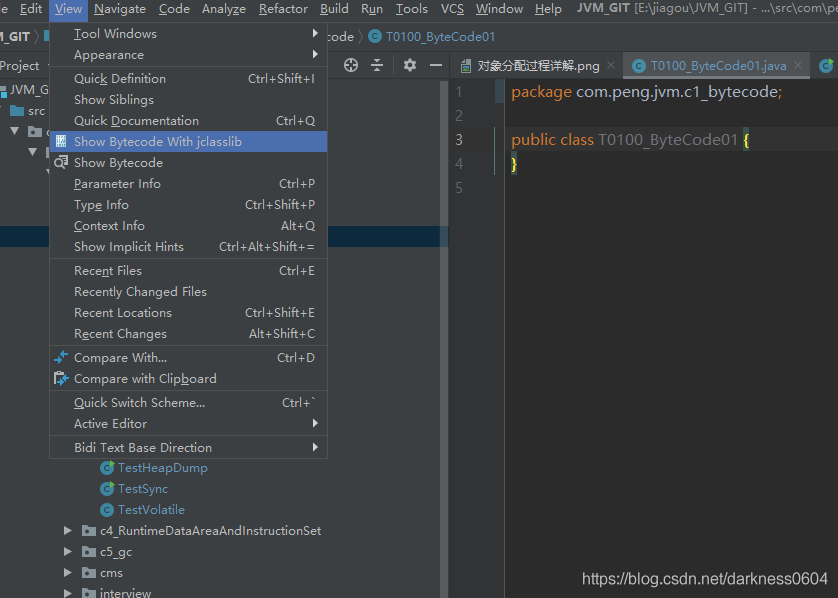 e Edit View Navigate Code Analyze Refactor Build Run Tools VCS Window Help JVM_GIT [E:\jiagou\JVM_GIT] - ...\src\com\pe
M_GIT code T0100_ByteCode01
Project 对象分配过程详解.png T0100_ByteCode01.java
JVM_G
src
c
Tool Windows
Appearance
Quick Definition Ctrl+Shift+I
Show Siblings
Quick Documentation Ctrl+Q
Show Bytecode With jclasslib
Show Bytecode
Parameter Info Ctrl+P
Type Info Ctrl+Shift+P
Context Info Alt+Q
Show Implicit Hints Ctrl+Alt+Shift+=
Recent Files Ctrl+E
Recently Changed Files
Recent Locations Ctrl+Shift+E
Recent Changes Alt+Shift+C
Compare With... Ctrl+D
Compare with Clipboard
Quick Switch Scheme... Ctrl+`
Active Editor
Bidi Text Base Direction
TestHeapDump
TestSync
TestVolatile
c4_RuntimeDataAreaAndInstructionSet
c5_gc
cms
interview
1 package com.peng.jvm.c1_bytecode;
2
3 public class T0100_ByteCode01 {
4 }
5
https://blog.csdn.net/darkness0604